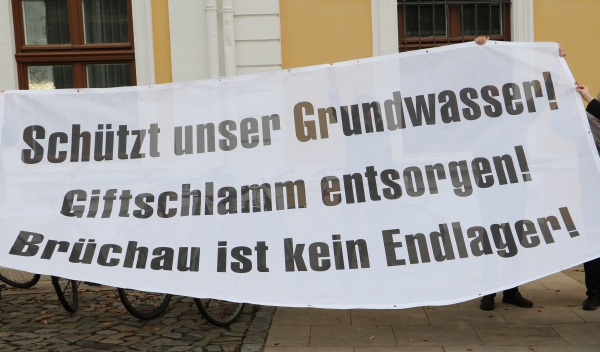 Schützt unser Grundwasser!
Giftschlamm entsorgen!
Brüchau ist kein Endlager!